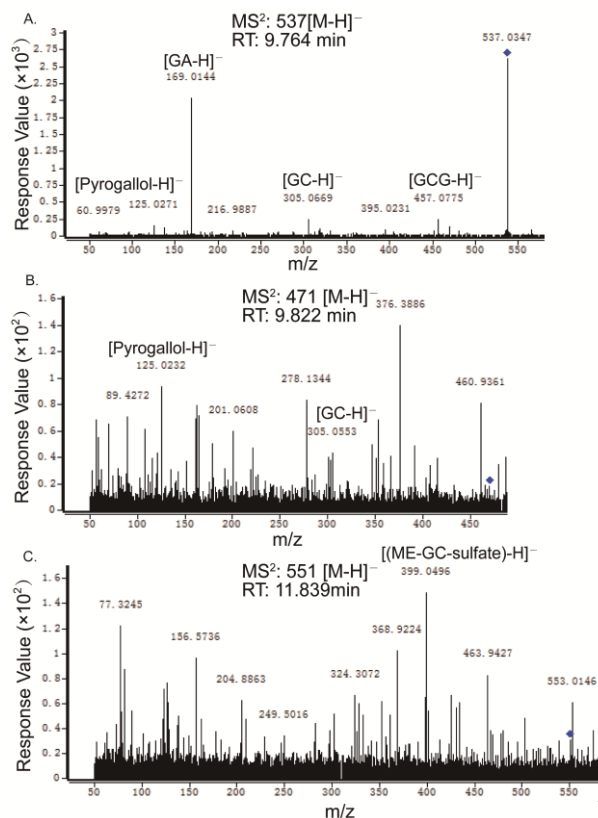 A.
MS²: 537[M-H]⁻
RT: 9.764 min
Response Value (×10³)
3
2.75
2.5
2.25
2
1.75
1.5
1.25
1
0.75
0.5
0.25
0
[GA-H]⁻
169.0144
537.0347
[Pyrogallol-H]⁻
[GC-H]⁻
[GCG-H]⁻
60.9979
125.0271
216.9887
305.0669
395.0231
457.0775
50 100 150 200 250 300 350 400 450 500
m/z
B.
MS²: 471 [M-H]⁻
RT: 9.822 min
Response Value (×10²)
1.6
1.4
1.2
1
0.8
0.6
0.4
0.2
0
376.3886
[Pyrogallol-H]⁻
125.0232
89.4272
201.0608
278.1344
[GC-H]⁻
305.0553
460.9361
50 100 150 200 250 300 350 400 450
m/z
C.
MS²: 551 [M-H]⁻
RT: 11.839min
[(ME-GC-sulfate)-H]⁻
399.0496
Response Value (×10²)
1.6
1.4
1.2
1
0.8
0.6
0.4
0.2
0
77.3245
156.5736
204.8863
249.5016
324.3072
368.9224
463.9427
553.0146
50 100 150 200 250 300 350 400 450 500 550
m/z